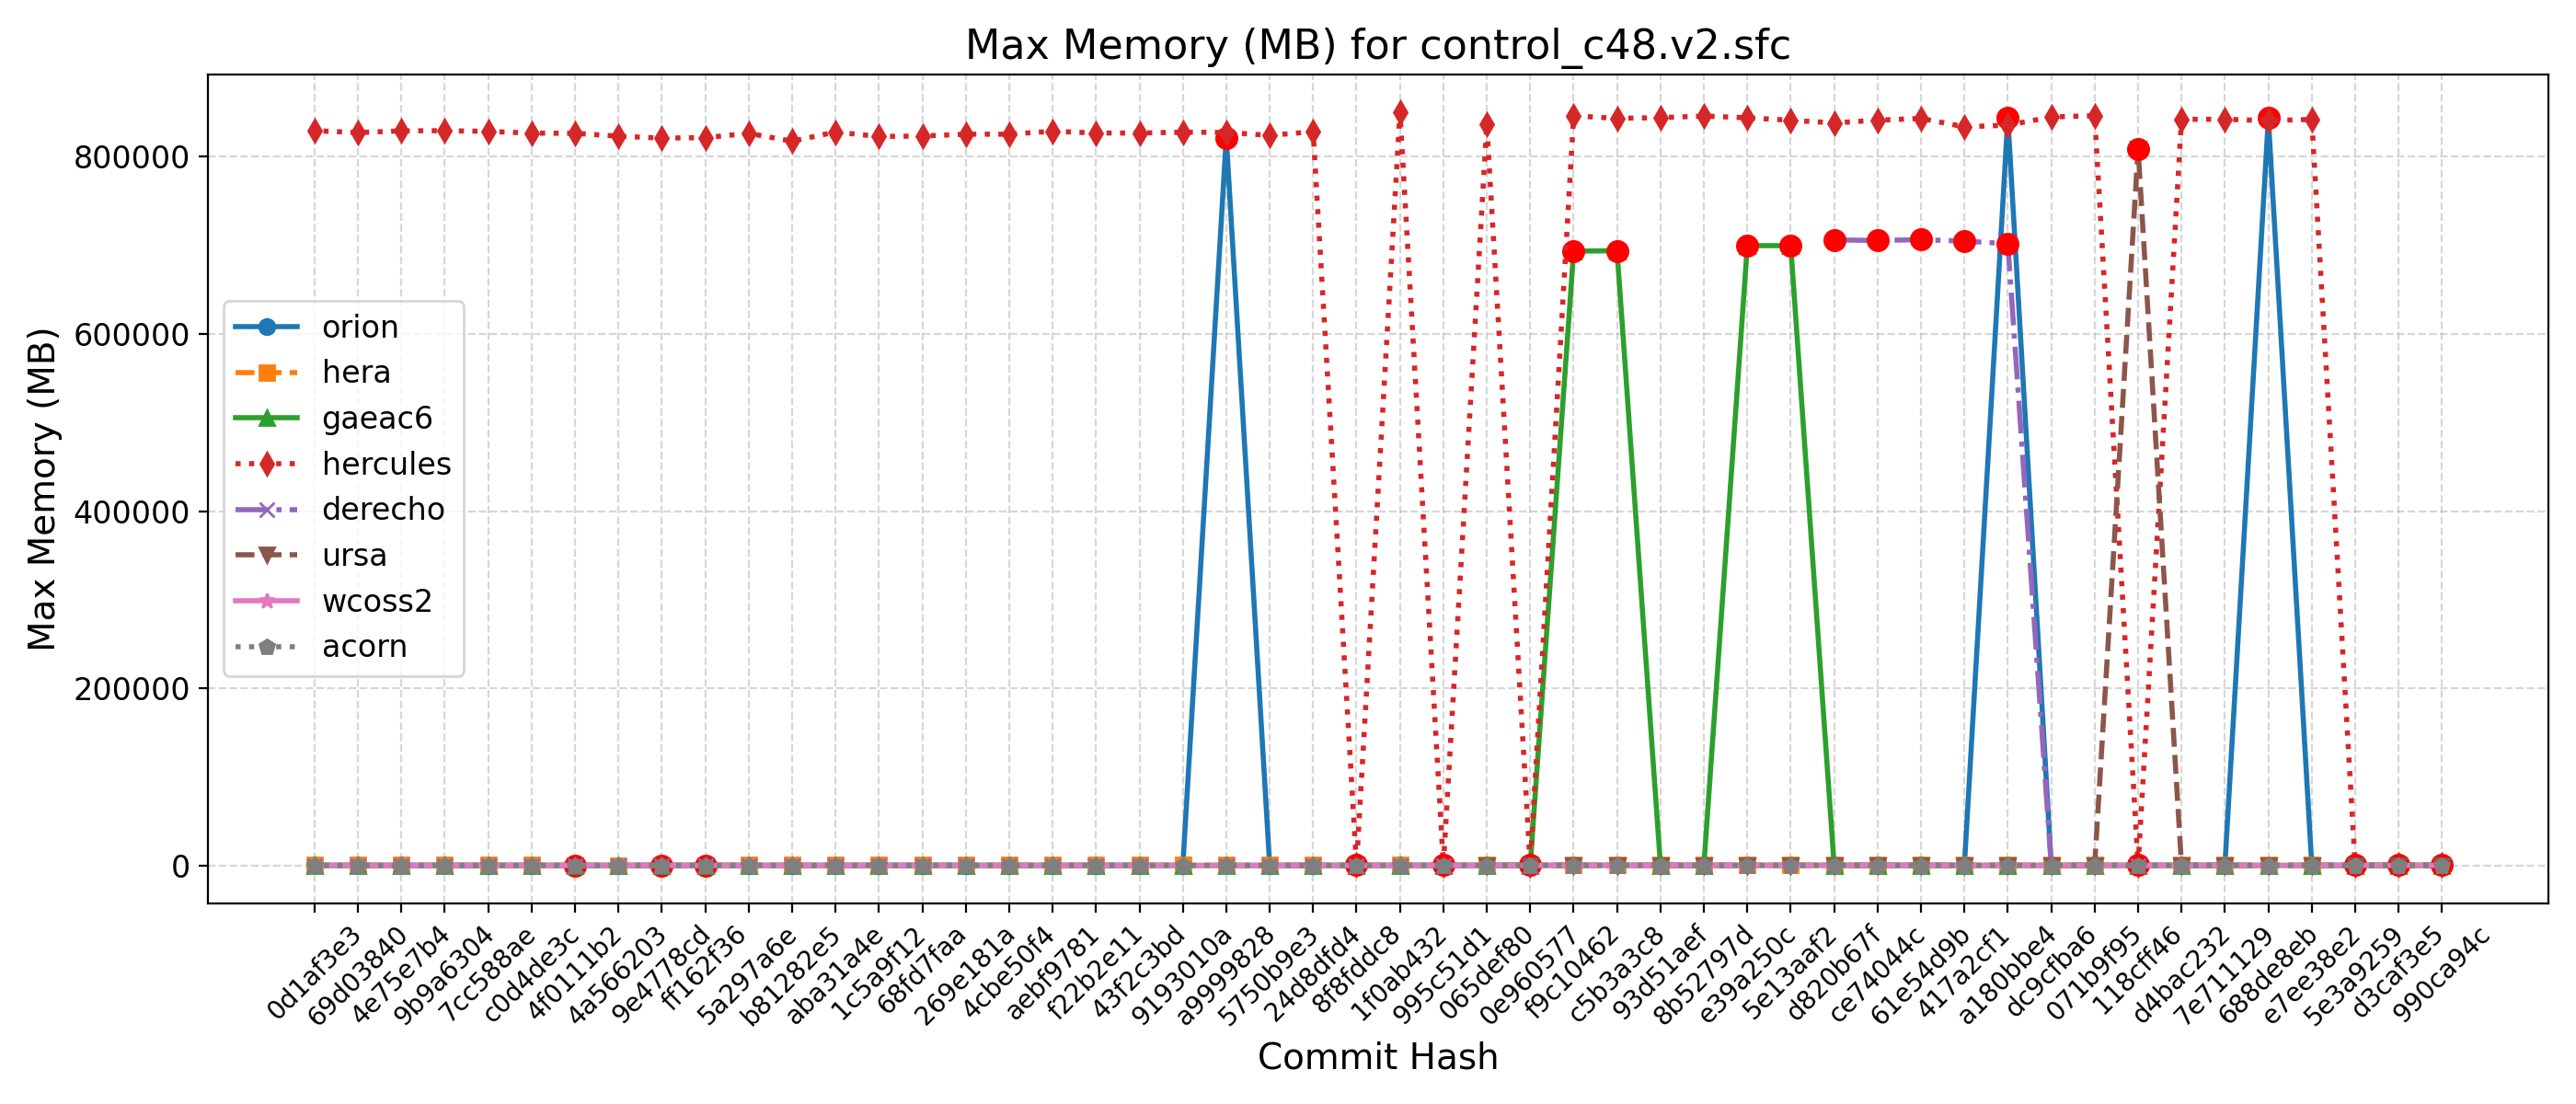 Max Memory (MB) for control_c48.v2.sfc
Max Memory (MB)
800000
600000
400000
200000
0
orion
hera
gaeac6
hercules
derecho
ursa
wcoss2
acorn
0d1af3e3
69d03840
4e75e7b4
9b9a6304
7cc588ae
c0d4de3c
4f0111b2
4a566203
9e4778cd
ff162f36
5a297a6e
b81282e5
aba31a4e
1c5a9f12
68fd7faa
269e181a
4cbe50f4
aebf9781
f22b2e11
43f2c3bd
9193010a
a9999828
5750b9e3
24d8dfd4
8f8fddc8
1f0ab432
995c51d1
065def80
0e960577
f9c10462
c5b3a3c8
93d51aef
8b52797d
e39a250c
5e13aaf2
d820b67f
ce74044c
61e54d9b
417a2cf1
a180bbe4
dc9cfba6
071b9f95
118cff46
d4bac232
7e711129
688de8eb
e7ee38e2
5e3a9259
d3caf3e5
990ca94c
Commit Hash